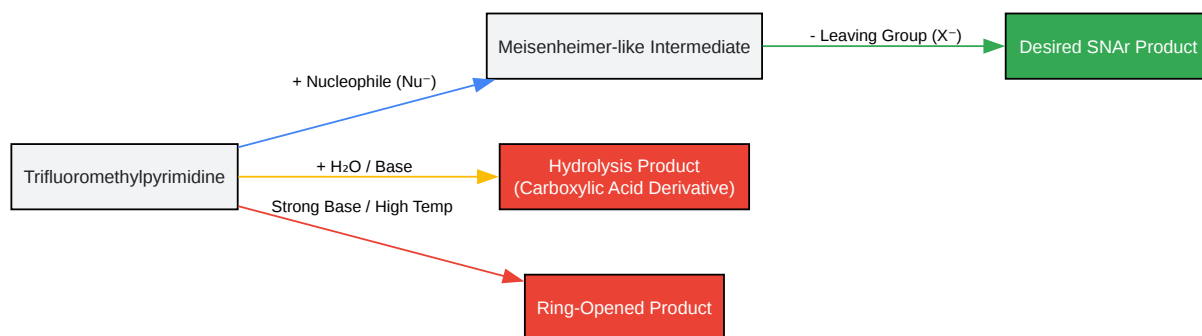 Meisenheimer-like Intermediate
- Leaving Group (X⁻)
Desired SNAr Product
+ Nucleophile (Nu⁻)
Trifluoromethylpyrimidine
+ H₂O / Base
Hydrolysis Product
(Carboxylic Acid Derivative)
Strong Base / High Temp
Ring-Opened Product